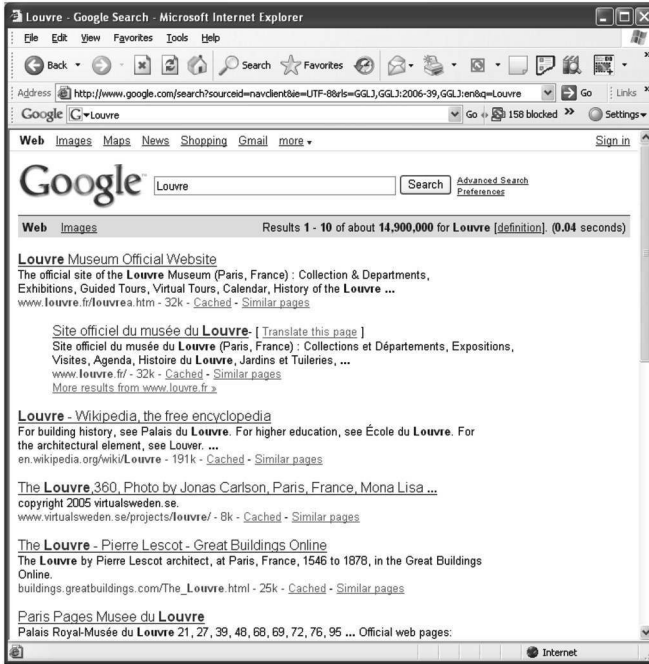 Louvre - Google Search - Microsoft Internet Explorer
File Edit View Favorites Tools Help
Back Search Favorites
Address http://www.google.com/search?sourceid=navclient&ie=UTF-8&rls=GGLJ,GGLJ:2006-39,GGLJ:en&q=Louvre Go Links »
Google G Louvre Go 158 blocked » Settings
Web Images Maps News Shopping Gmail more Sign in
Google Louvre Search Advanced Search
Preferences
Web Images Results 1 - 10 of about 14,900,000 for Louvre [definition]. (0.04 seconds)
Louvre Museum Official Website
The official site of the Louvre Museum (Paris, France) : Collection & Departments,
Exhibitions, Guided Tours, Virtual Tours, Calendar, History of the Louvre ...
www.louvre.fr/louvrea.htm - 32k - Cached - Similar pages
Site officiel du musée du Louvre- [ Translate this page ]
Site officiel du musée du Louvre (Paris, France) : Collections et Départements, Expositions,
Visites, Agenda, Histoire du Louvre, Jardins et Tuileries, ...
www.louvre.fr/ - 32k - Cached - Similar pages
More results from www.louvre.fr »
Louvre - Wikipedia, the free encyclopedia
For building history, see Palais du Louvre. For higher education, see École du Louvre. For
the architectural element, see Louver. ...
en.wikipedia.org/wiki/Louvre - 191k - Cached - Similar pages
The Louvre,360, Photo by Jonas Carlson, Paris, France, Mona Lisa ...
copyright 2005 virtualsweden.se.
www.virtualsweden.se/projects/louvre/ - 8k - Cached - Similar pages
The Louvre - Pierre Lescot - Great Buildings Online
The Louvre by Pierre Lescot architect, at Paris, France, 1546 to 1878, in the Great Buildings
Online.
buildings.greatbuildings.com/The_Louvre.html - 25k - Cached - Similar pages
Paris Pages Musee du Louvre
Palais Royal-Musée du Louvre 21, 27, 39, 48, 68, 69, 72, 76, 95 ... Official web pages:
Internet